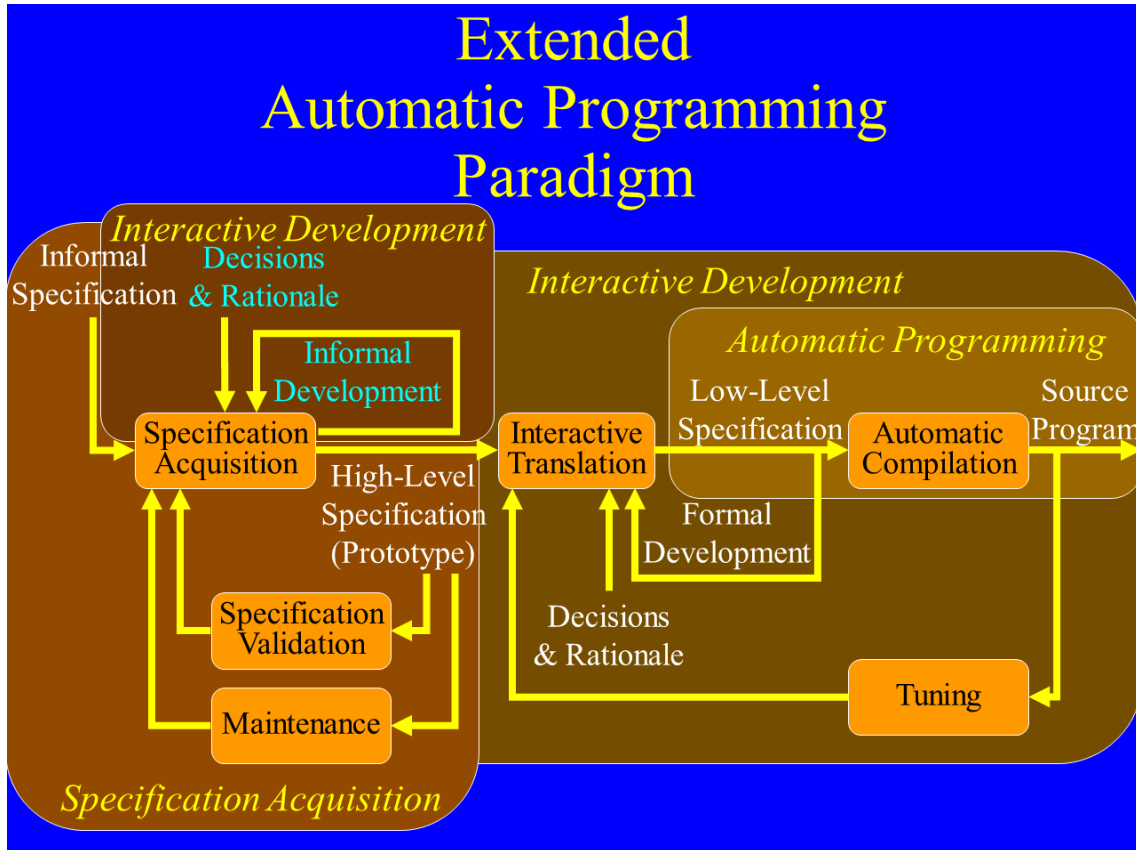 Extended
Automatic Programming
Paradigm
Interactive Development
Informal
Specification
Decisions
& Rationale
Informal
Development
Specification
Acquisition
High-Level
Specification
(Prototype)
Specification
Validation
Maintenance
Specification Acquisition
Interactive Development
Automatic Programming
Interactive
Translation
Low-Level
Specification
Automatic
Compilation
Source
Program
Formal
Development
Decisions
& Rationale
Tuning